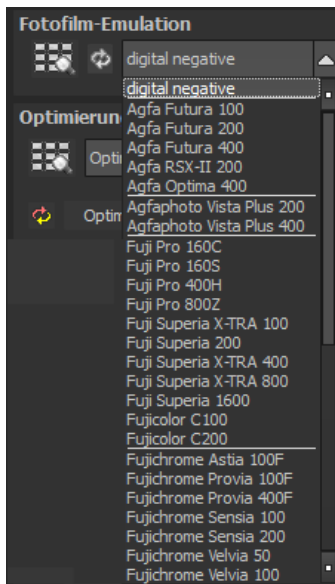 Fotofilm-Emulation
digital negative
digital negative
Optimierun
Agfa Futura 100
Agfa Futura 200
Agfa Futura 400
Opti
Agfa RSX-II 200
Agfa Optima 400
Optim
Agfaphoto Vista Plus 200
Agfaphoto Vista Plus 400
Fuji Pro 160C
Fuji Pro 160S
Fuji Pro 400H
Fuji Pro 800Z
Fuji Superia X-TRA 100
Fuji Superia 200
Fuji Superia X-TRA 400
Fuji Superia X-TRA 800
Fuji Superia 1600
Fujicolor C100
Fujicolor C200
Fujichrome Astia 100F
Fujichrome Provia 100F
Fujichrome Provia 400F
Fujichrome Sensia 100
Fujichrome Sensia 200
Fujichrome Velvia 50
Fujichrome Velvia 100